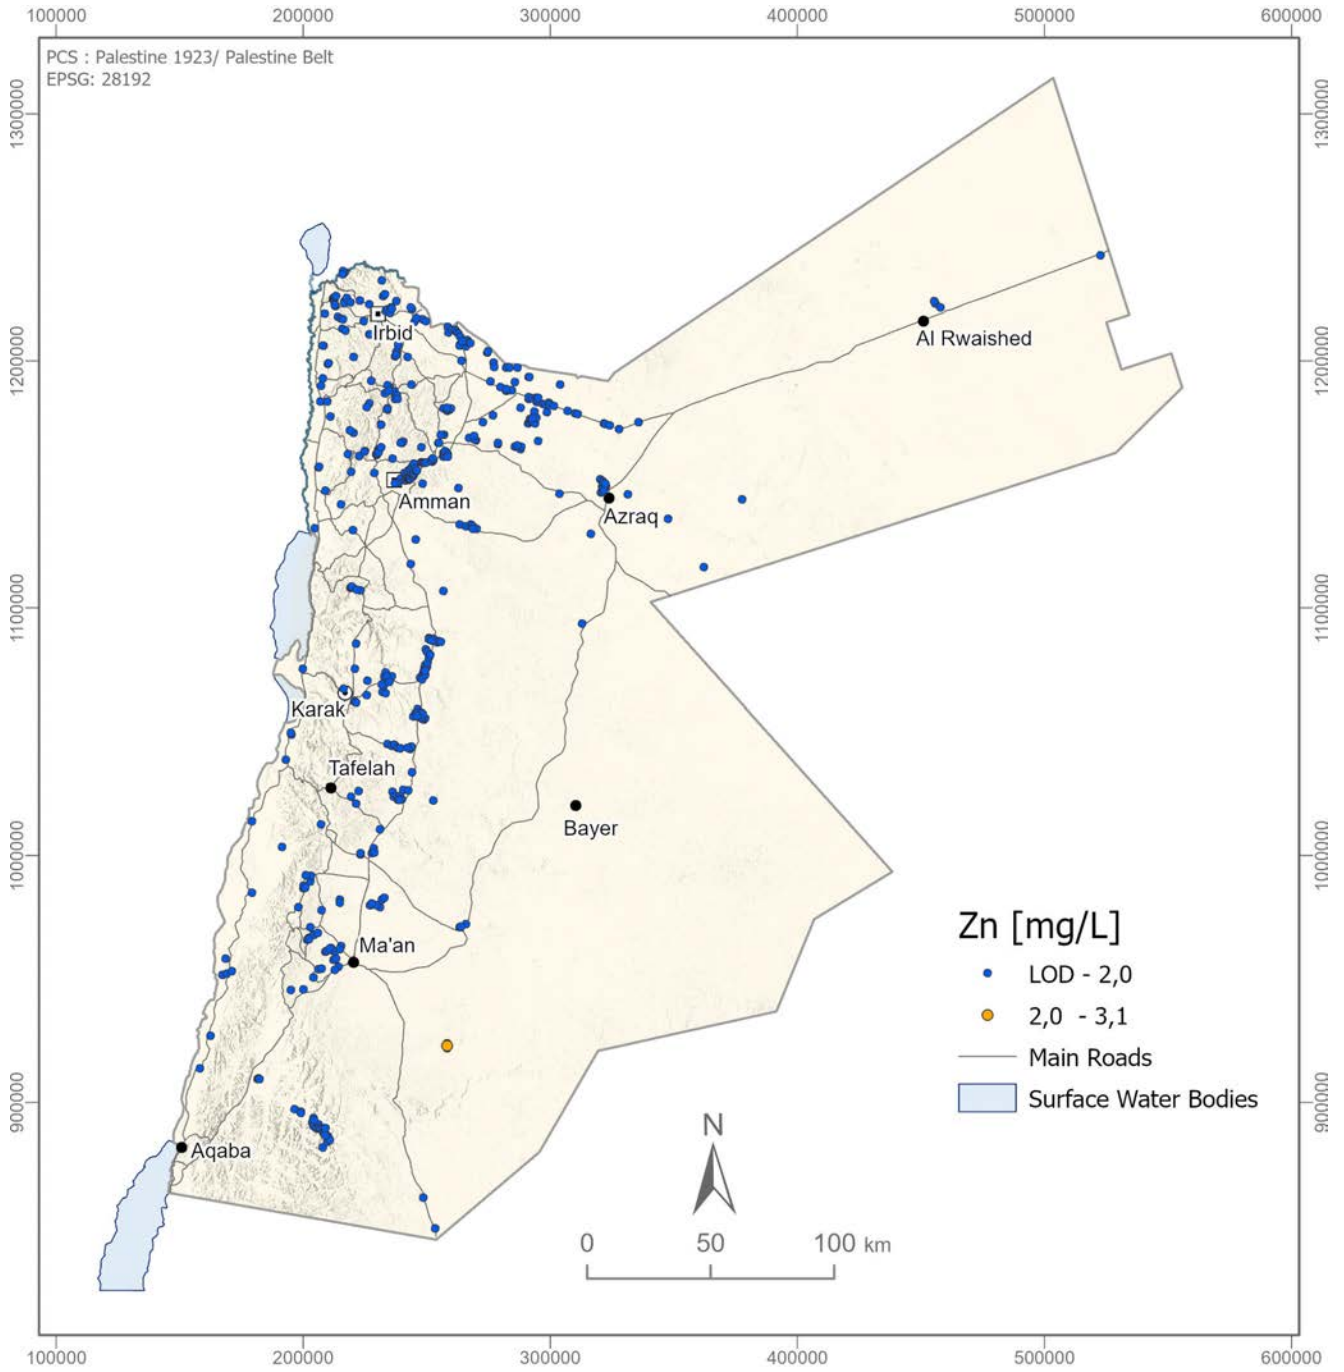 100000 200000 300000 400000 500000 600000
PCS : Palestine 1923/ Palestine Belt
EPSG: 28192
1300000 1300000
1200000 1200000
1100000 1100000
1000000 1000000
900000 900000
Irbid
Al Rwaished
Amman
Azraq
Karak
Tafelah
Bayer
Ma'an
Aqaba
Zn [mg/L]
LOD - 2,0
2,0 - 3,1
Main Roads
Surface Water Bodies
N
0 50 100 km
100000 200000 300000 400000 500000 600000